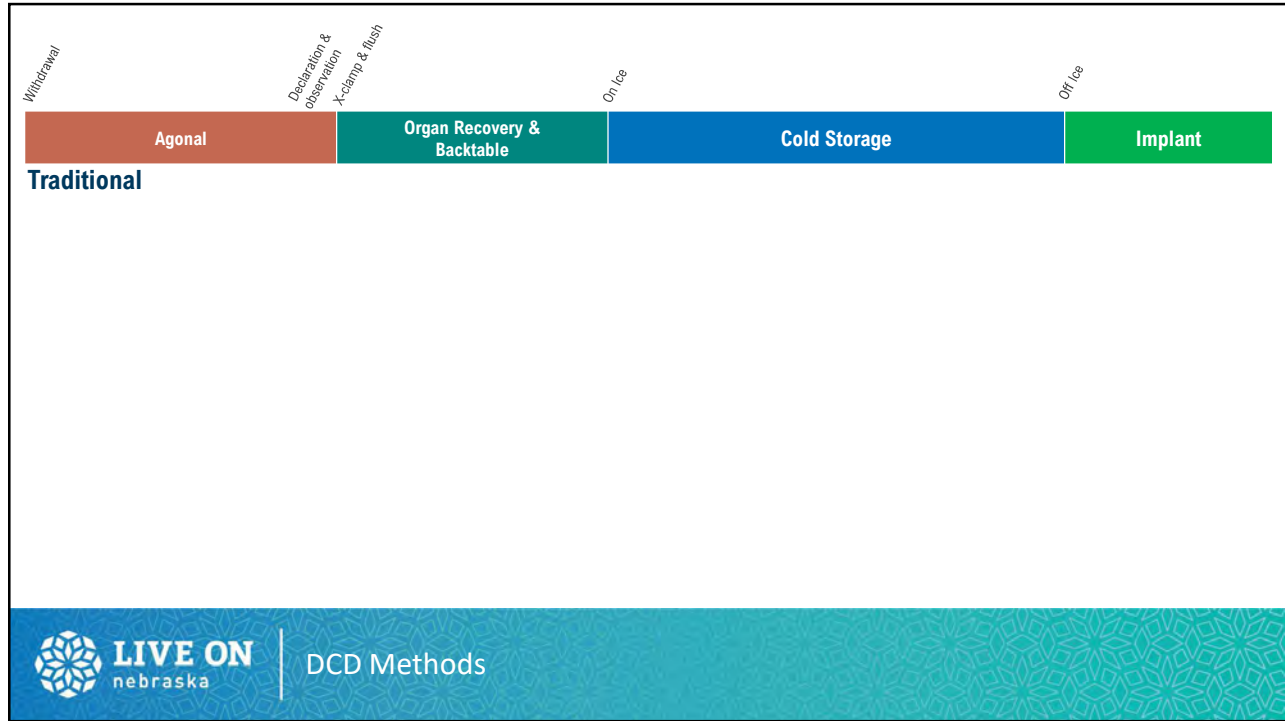 Withdrawal
Declaration &
observation
X-clamp & flush
On Ice
Off Ice
Agonal
Organ Recovery &
Backtable
Cold Storage
Implant
Traditional
LIVE ON
nebraska
DCD Methods